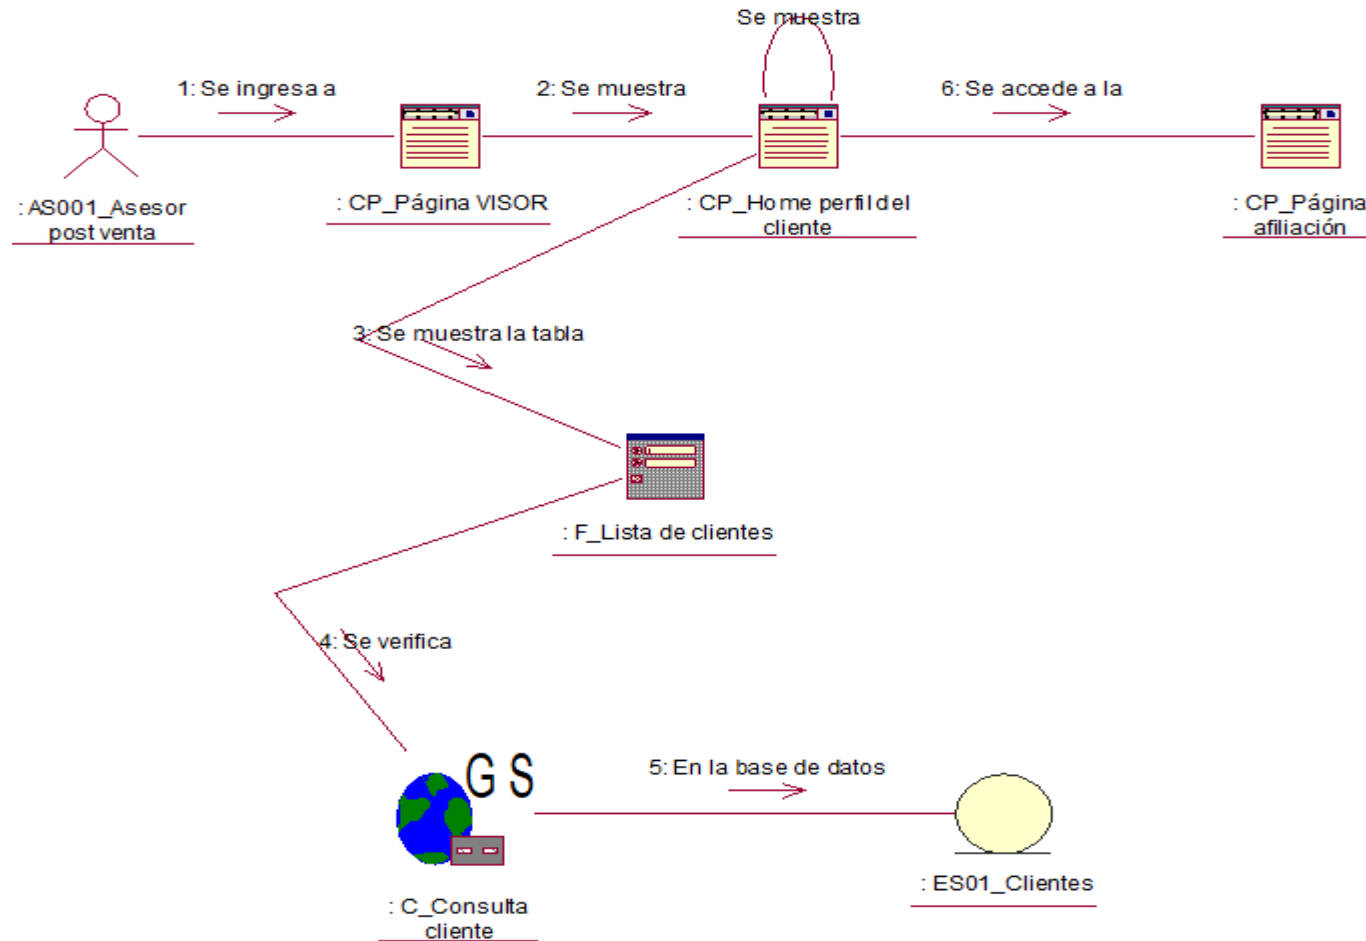 Se muestra
1: Se ingresa a
2: Se muestra
6: Se accede a la
: AS001_Asesor
post venta
: CP_Página VISOR
: CP_Home perfil del
cliente
: CP_Página
afiliación
3: Se muestra la tabla
: F_Lista de clientes
4: Se verifica
G S
5: En la base de datos
: C_Consulta
cliente
: ES01_Clientes